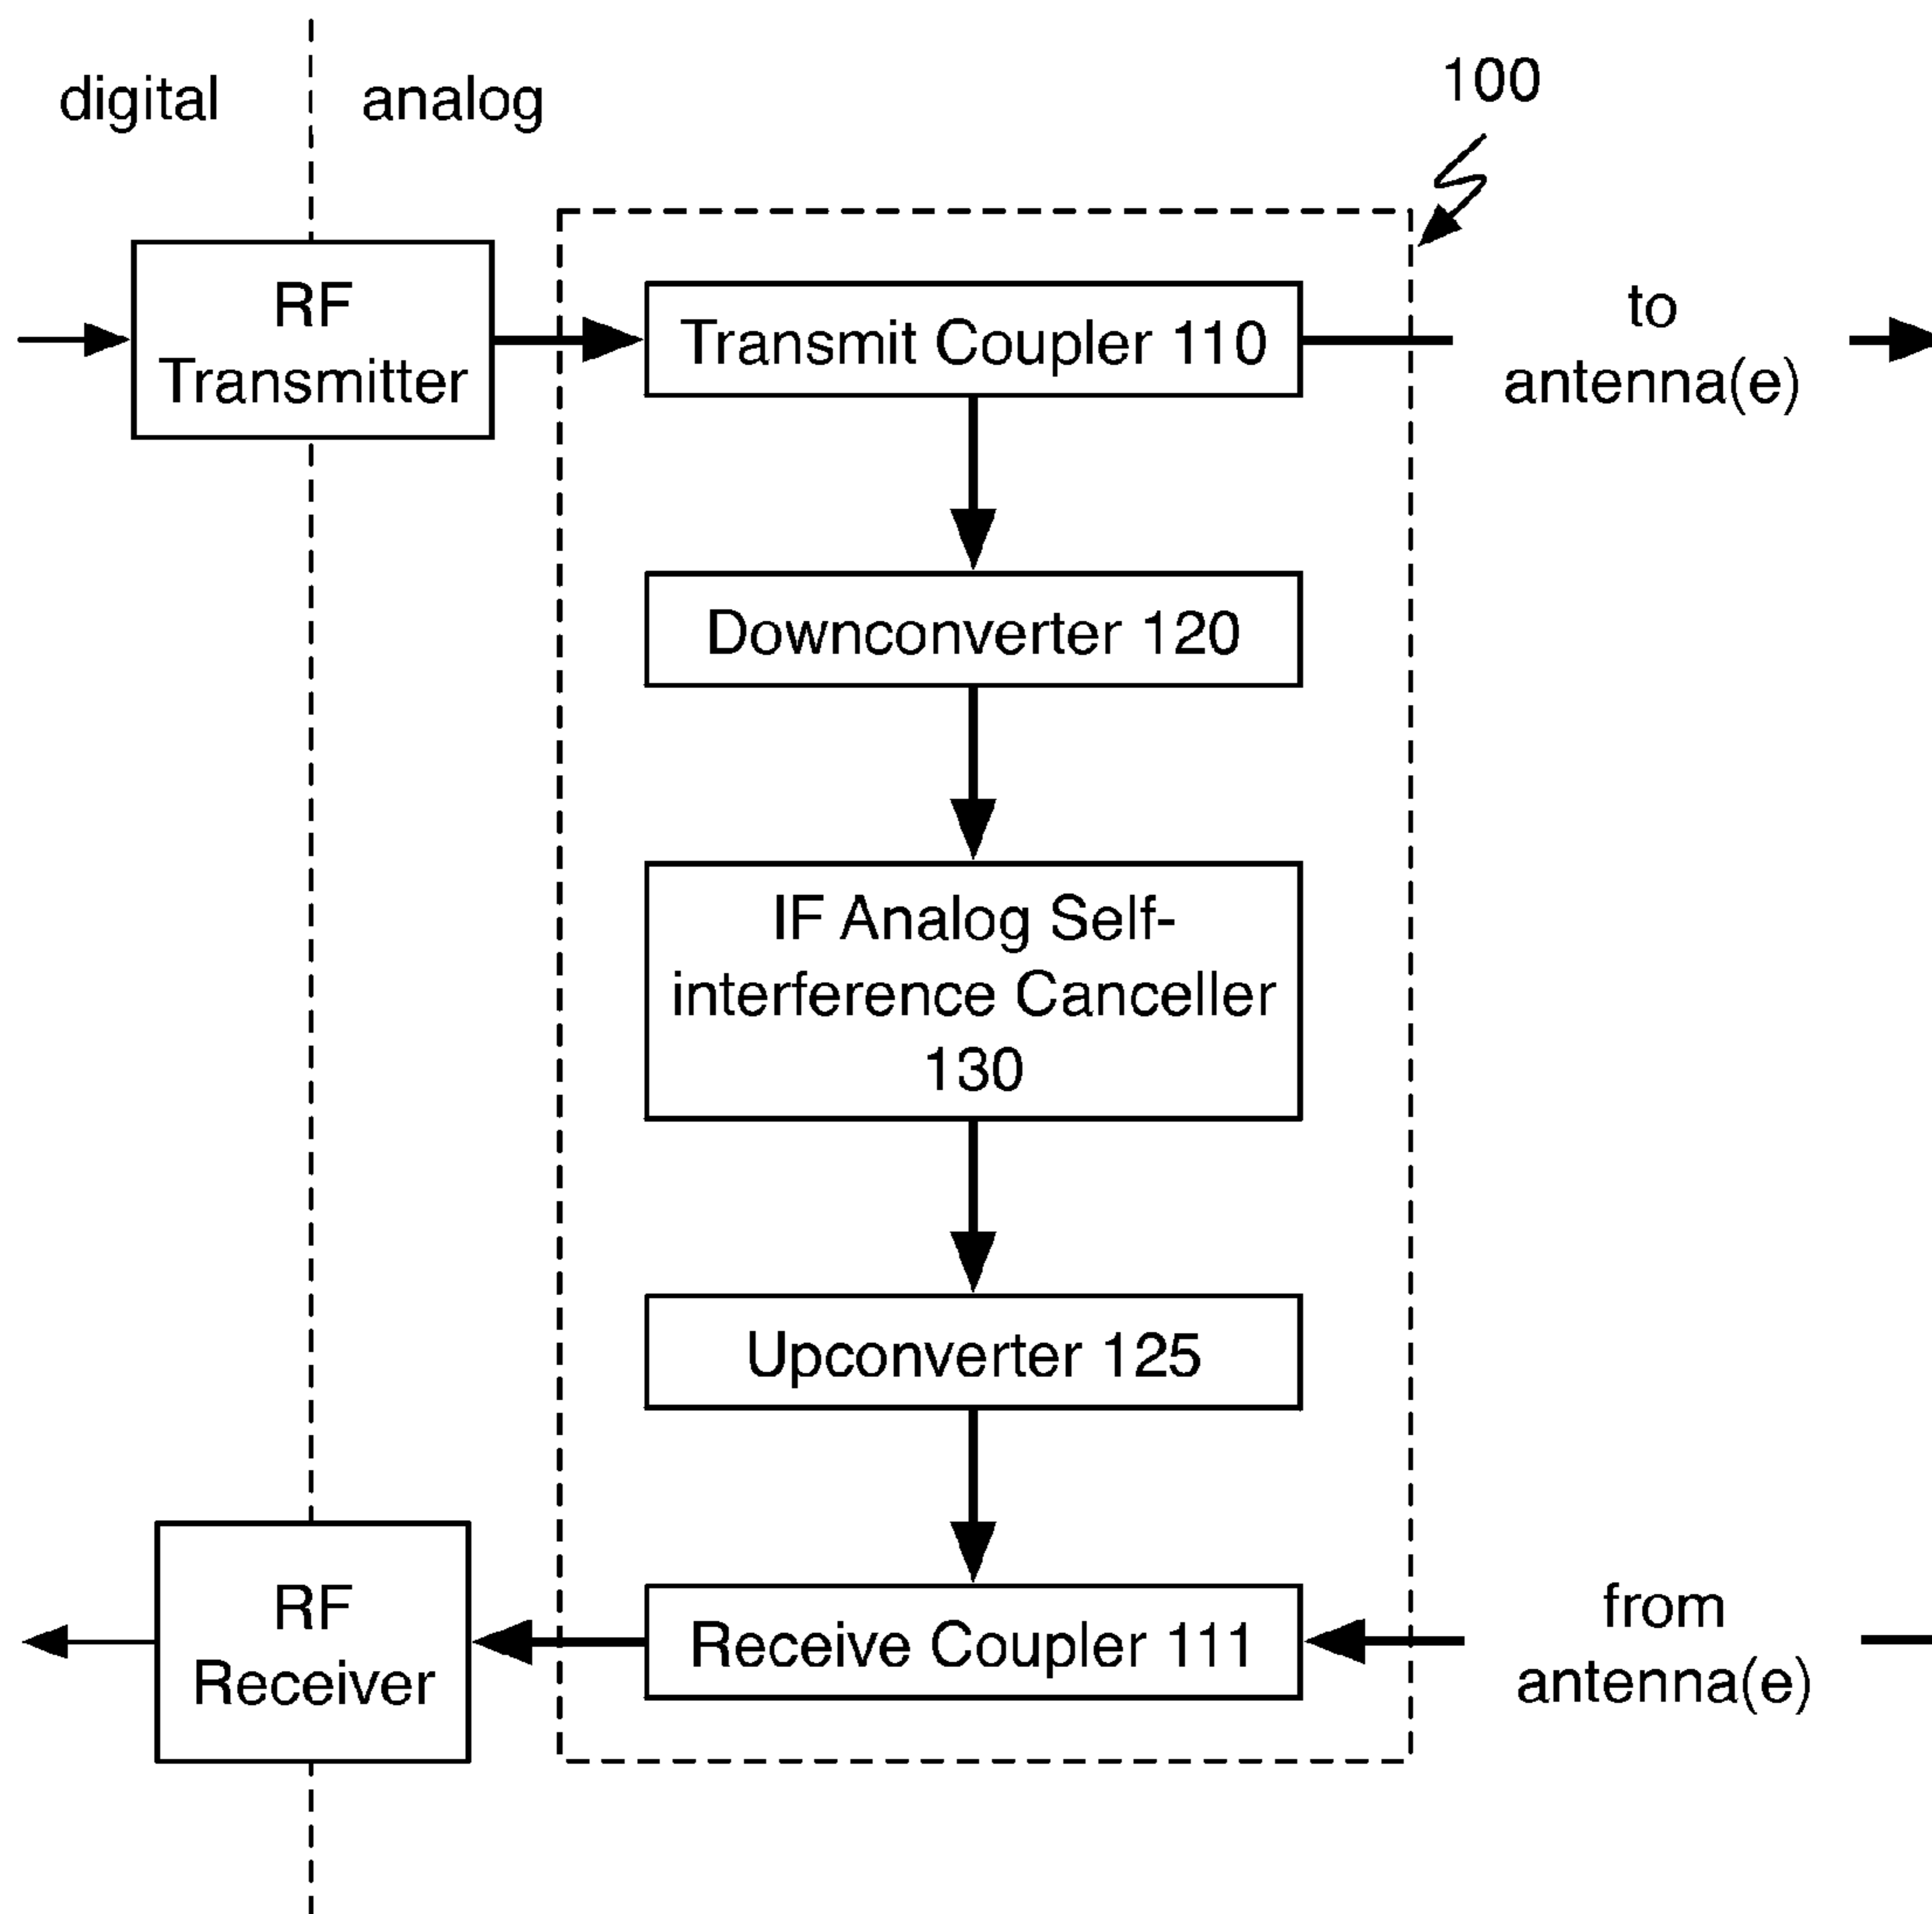 digital
analog
100
RF
Transmitter
Transmit Coupler 110
to
antenna(e)
Downconverter 120
IF Analog Self-
interference Canceller
130
Upconverter 125
RF
Receiver
Receive Coupler 111
from
antenna(e)